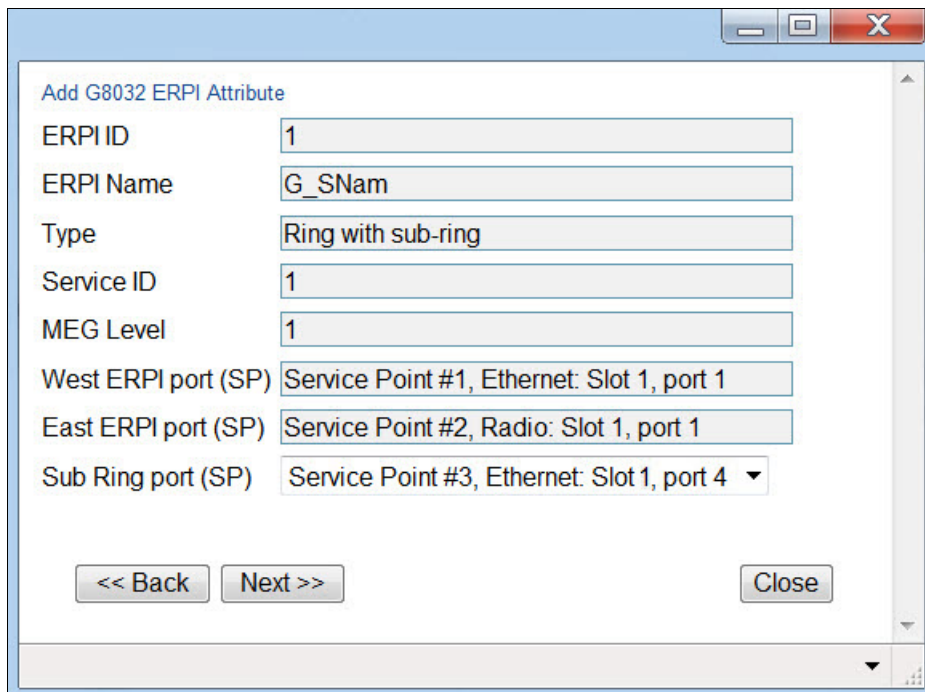 Add G8032 ERPI Attribute
ERPI ID 1
ERPI Name G_SNam
Type Ring with sub-ring
Service ID 1
MEG Level 1
West ERPI port (SP) Service Point #1, Ethernet: Slot 1, port 1
East ERPI port (SP) Service Point #2, Radio: Slot 1, port 1
Sub Ring port (SP) Service Point #3, Ethernet: Slot 1, port 4
<< Back Next >> Close